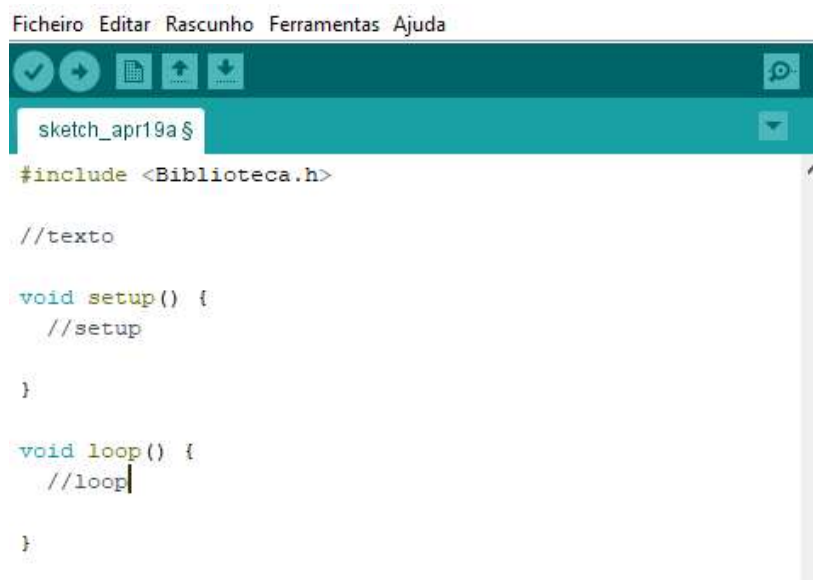 Ficheiro Editar Rascunho Ferramentas Ajuda
sketch_apr19a §
#include <Biblioteca.h>
//texto
void setup() {
//setup
}
void loop() {
//loop
}